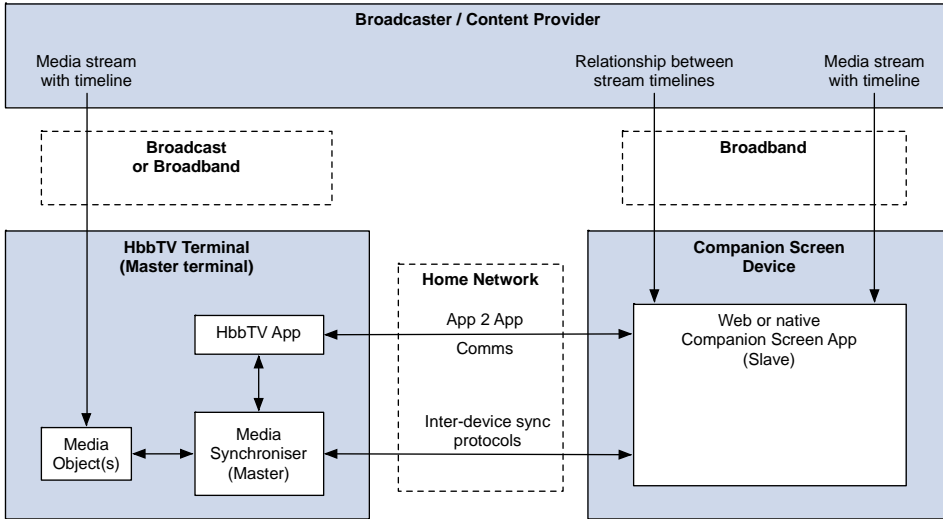 Broadcaster / Content Provider
Media stream
with timeline
Relationship between
stream timelines
Media stream
with timeline
Broadcast
or Broadband
Broadband
HbbTV Terminal
(Master terminal)
Home Network
Companion Screen
Device
HbbTV App
App 2 App
Comms
Web or native
Companion Screen App
(Slave)
Media
Object(s)
Media
Synchroniser
(Master)
Inter-device sync
protocols